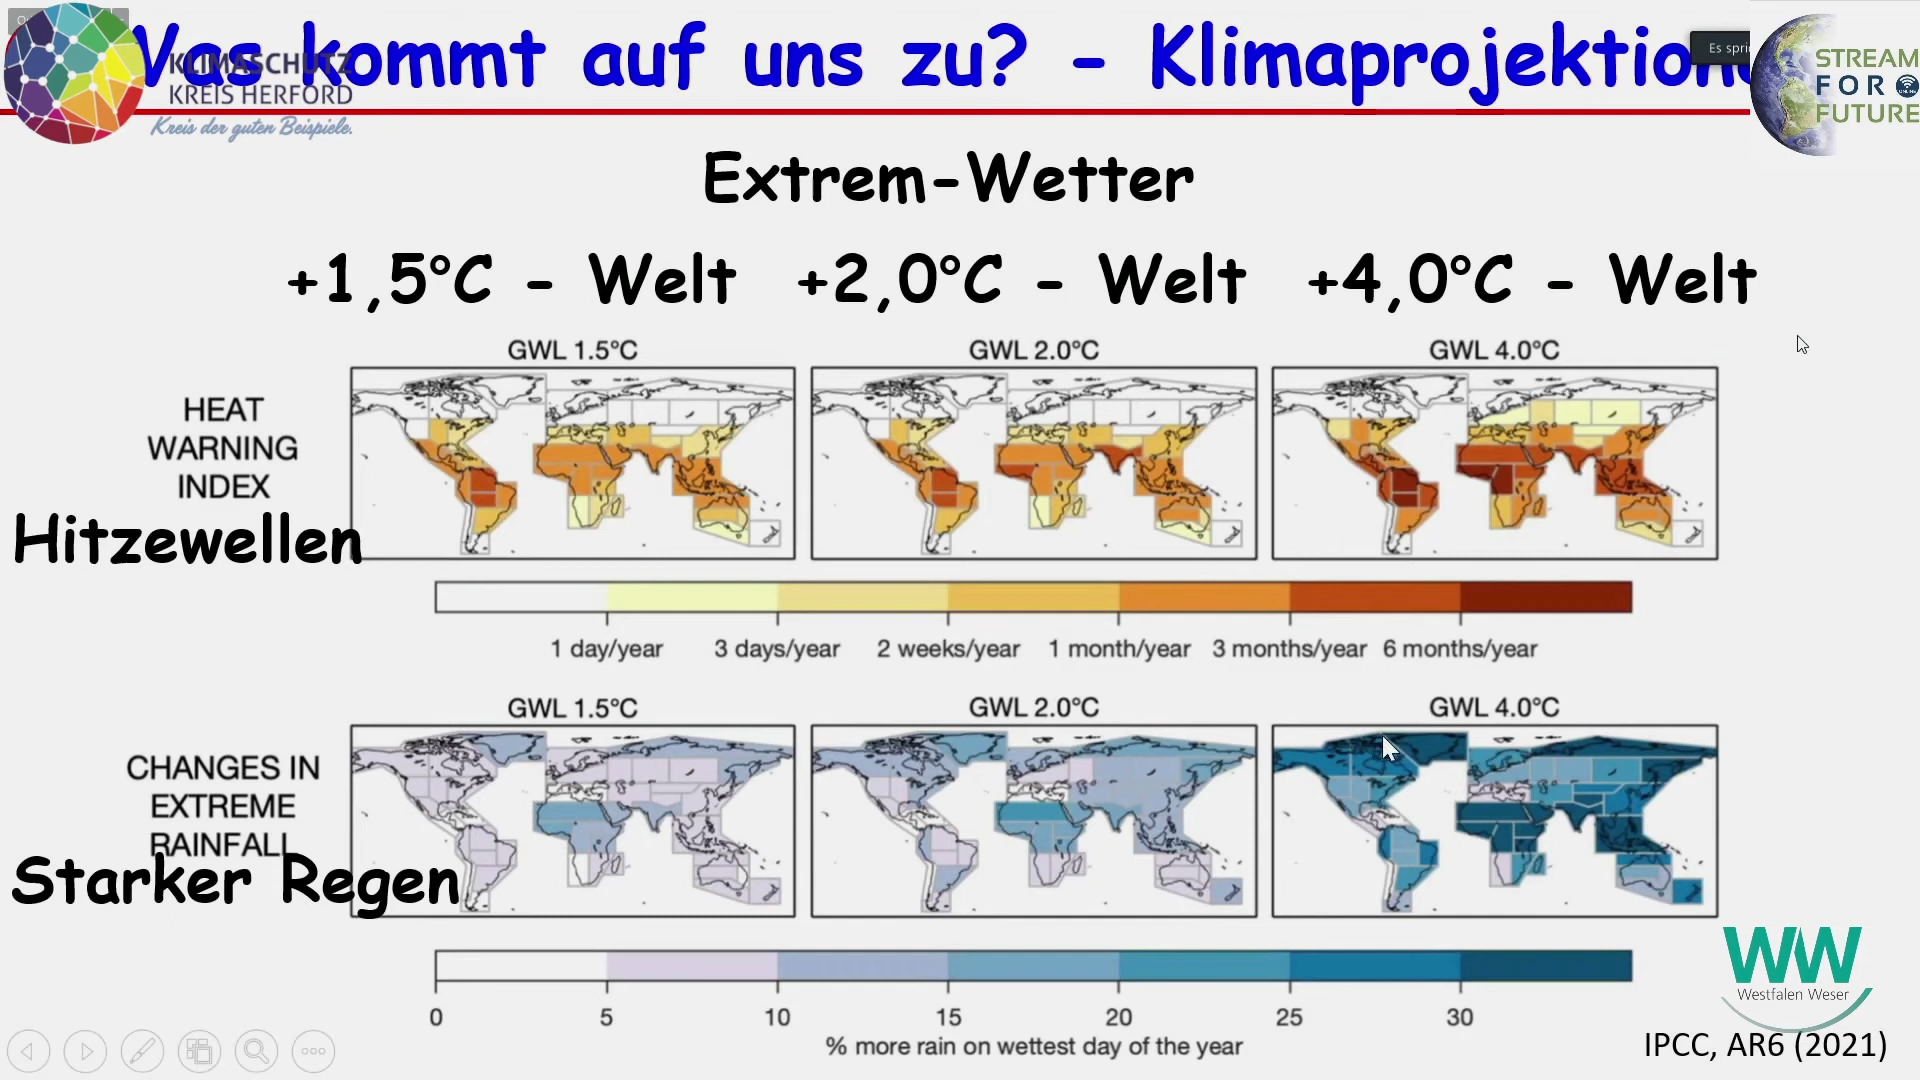 Was kommt auf uns zu? - Klimaprojektion
KLIMASCHUTZ
KREIS HERFORD
Kreis der guten Beispiele.
Es spri
STREAM
FOR
FUTURE
Extrem-Wetter
+1,5°C - Welt +2,0°C - Welt +4,0°C - Welt
GWL 1.5°C GWL 2.0°C GWL 4.0°C
HEAT
WARNING
INDEX
Hitzewellen
1 day/year 3 days/year 2 weeks/year 1 month/year 3 months/year 6 months/year
GWL 1.5°C GWL 2.0°C GWL 4.0°C
CHANGES IN
EXTREME
RAINFALL
Starker Regen
0 5 10 15 20 25 30
% more rain on wettest day of the year
WW
Westfalen Weser
IPCC, AR6 (2021)